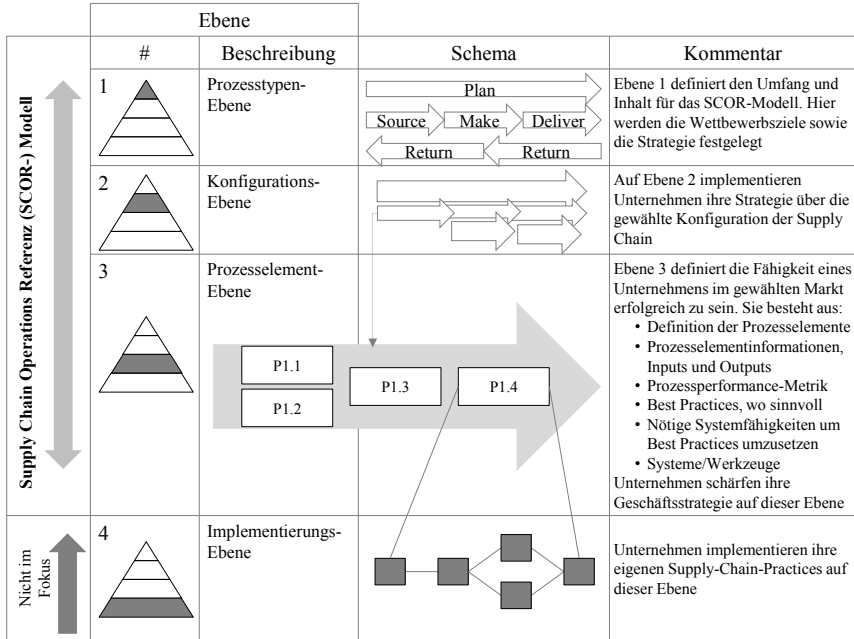 Ebene
#
Beschreibung
Schema
Kommentar
Supply Chain Operations Referenz (SCOR-) Modell
1
Prozesstypen-
Ebene
Plan
Source
Make
Deliver
Return
Return
Ebene 1 definiert den Umfang und
Inhalt für das SCOR-Modell. Hier
werden die Wettbewerbsziele sowie
die Strategie festgelegt
2
Konfigurations-
Ebene
Auf Ebene 2 implementieren
Unternehmen ihre Strategie über die
gewählte Konfiguration der Supply
Chain
3
Prozesselement-
Ebene
P1.1
P1.2
P1.3
P1.4
Ebene 3 definiert die Fähigkeit eines
Unternehmens im gewählten Markt
erfolgreich zu sein. Sie besteht aus:
• Definition der Prozesselemente
• Prozesselementinformationen,
Inputs und Outputs
• Prozessperformance-Metrik
• Best Practices, wo sinnvoll
• Nötige Systemfähigkeiten um
Best Practices umzusetzen
• Systeme/Werkzeuge
Unternehmen schärfen ihre
Geschäftsstrategie auf dieser Ebene
Nicht im
Fokus
4
Implementierungs-
Ebene
Unternehmen implementieren ihre
eigenen Supply-Chain-Practices auf
dieser Ebene